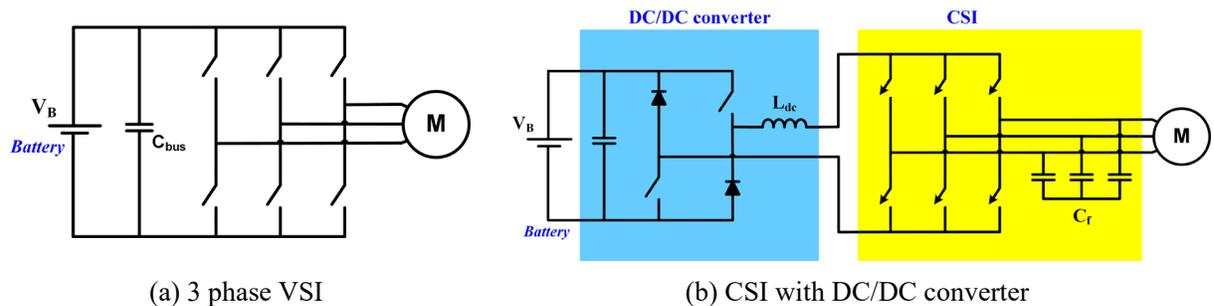 DC/DC converter
CSI
V_B
Battery
C_bus
M
V_B
Battery
L_dc
C_f
M
(a) 3 phase VSI
(b) CSI with DC/DC converter